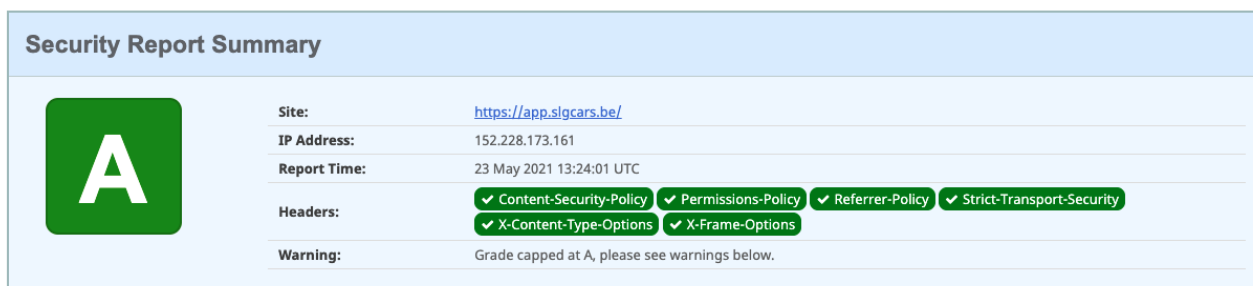 Security Report Summary
A
Site: https://app.slgcars.be/
IP Address: 152.228.173.161
Report Time: 23 May 2021 13:24:01 UTC
Headers: ✔ Content-Security-Policy ✔ Permissions-Policy ✔ Referrer-Policy ✔ Strict-Transport-Security
✔ X-Content-Type-Options ✔ X-Frame-Options
Warning: Grade capped at A, please see warnings below.